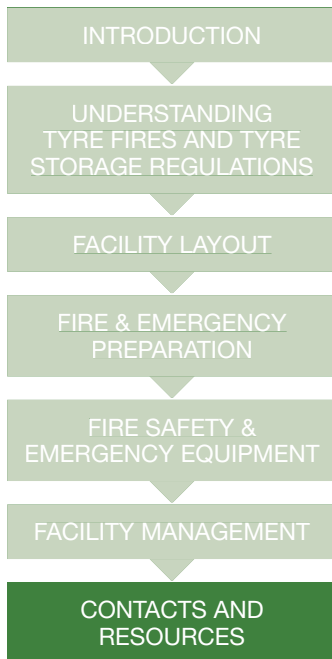 INTRODUCTION
UNDERSTANDING
TYRE FIRES AND TYRE
STORAGE REGULATIONS
FACILITY LAYOUT
FIRE & EMERGENCY
PREPARATION
FIRE SAFETY &
EMERGENCY EQUIPMENT
FACILITY MANAGEMENT
CONTACTS AND
RESOURCES